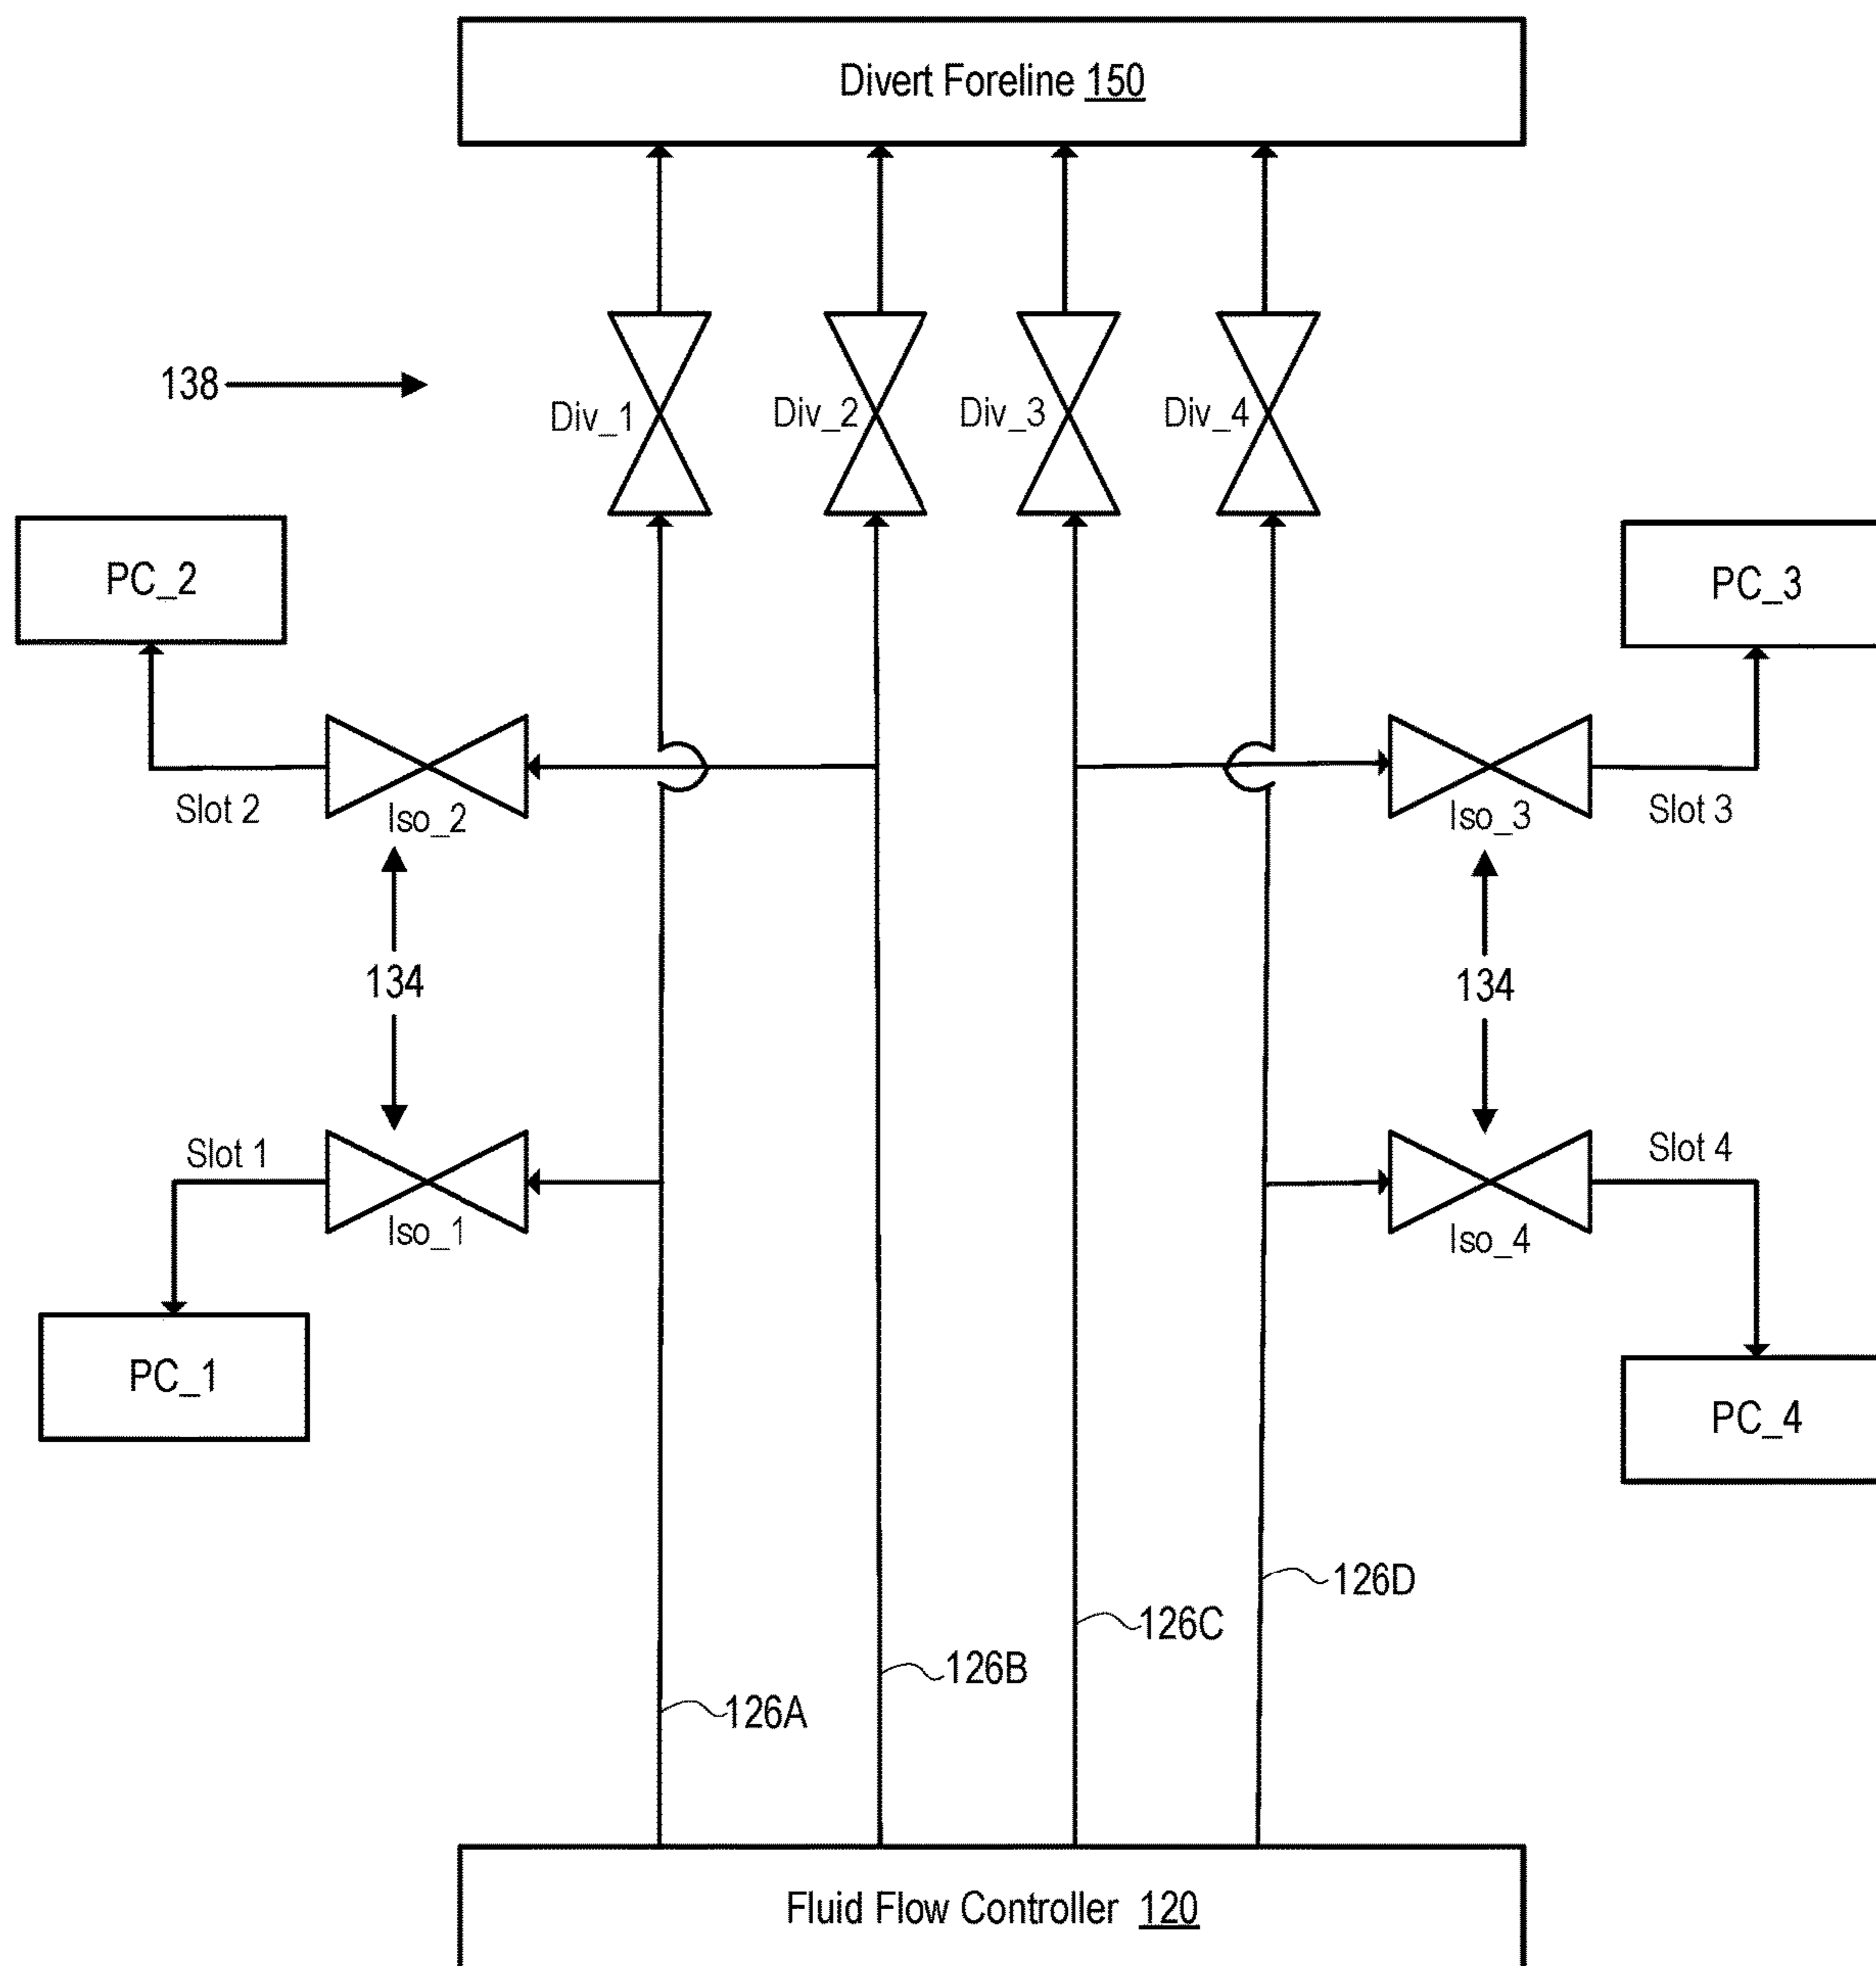 Divert Foreline 150
138
Div_1
Div_2
Div_3
Div_4
PC_2
PC_3
Slot 2
Iso_2
Iso_3
Slot 3
134
134
Slot 1
Iso_1
Iso_4
Slot 4
PC_1
PC_4
126D
126C
126B
126A
Fluid Flow Controller 120